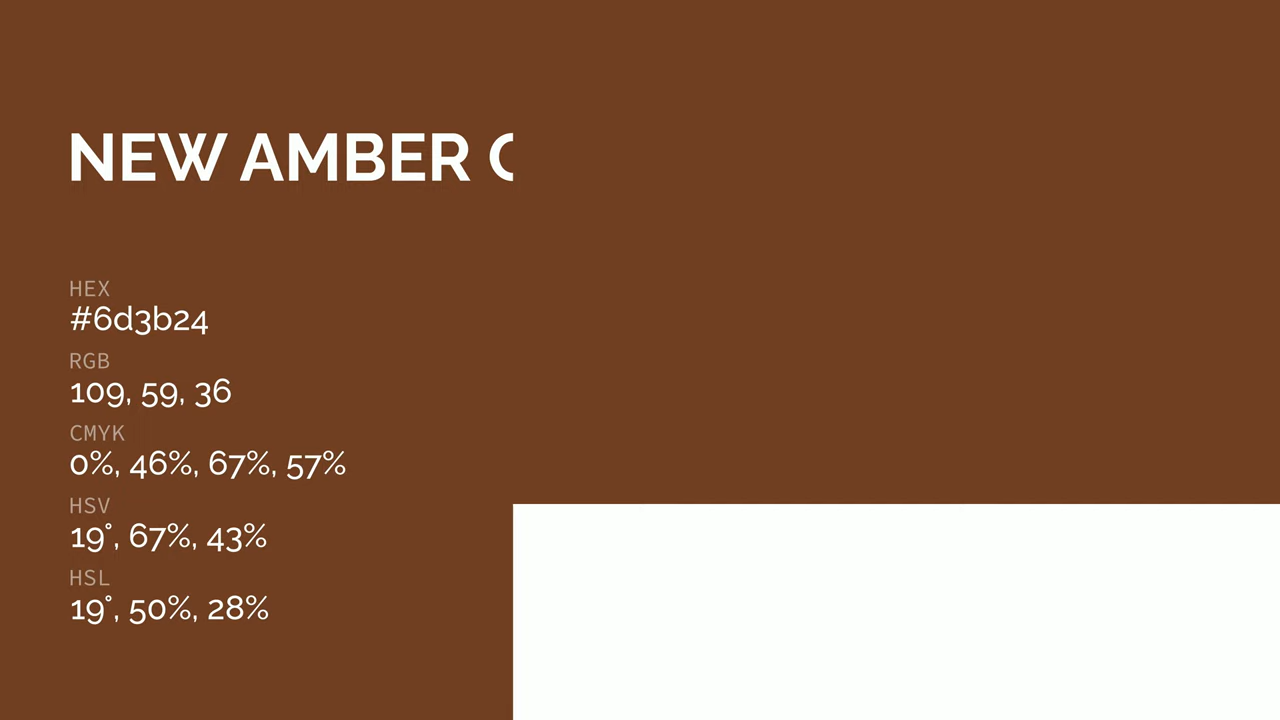 NEW AMBER
HEX
#6d3b24
RGB
109, 59, 36
CMYK
0%, 46%, 67%, 57%
HSV
19°, 67%, 43%
HSL
19°, 50%, 28%